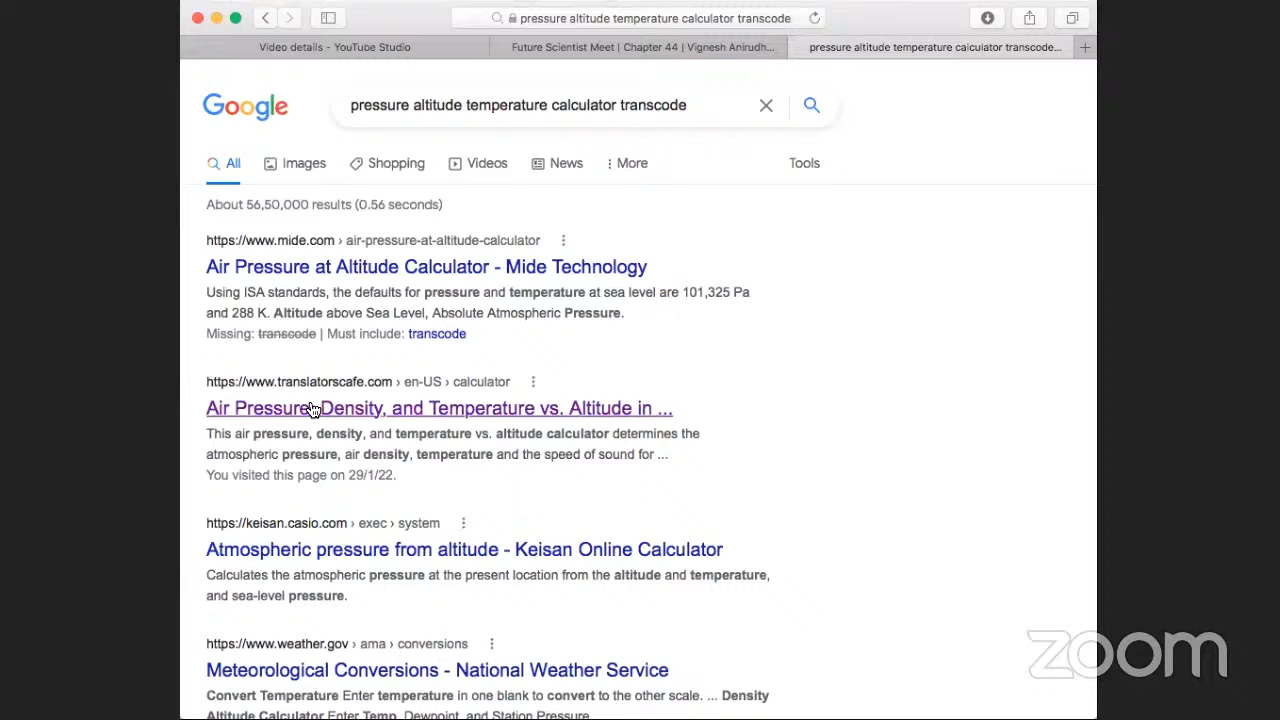 pressure altitude temperature calculator transcode
Video details - YouTube Studio
Future Scientist Meet | Chapter 44 | Vignesh Anirudh...
pressure altitude temperature calculator transcode...
Google
pressure altitude temperature calculator transcode
All
Images
Shopping
Videos
News
More
Tools
About 56,50,000 results (0.56 seconds)
https://www.mide.com › air-pressure-at-altitude-calculator
Air Pressure at Altitude Calculator - Mide Technology
Using ISA standards, the defaults for pressure and temperature at sea level are 101,325 Pa
and 288 K. Altitude above Sea Level, Absolute Atmospheric Pressure.
Missing: transcode | Must include: transcode
https://www.translatorscafe.com › en-US › calculator
Air Pressure, Density, and Temperature vs. Altitude in ...
This air pressure, density, and temperature vs. altitude calculator determines the
atmospheric pressure, air density, temperature and the speed of sound for ...
You visited this page on 29/1/22.
https://keisan.casio.com › exec › system
Atmospheric pressure from altitude - Keisan Online Calculator
Calculates the atmospheric pressure at the present location from the altitude and temperature,
and sea-level pressure.
https://www.weather.gov › ama › conversions
Meteorological Conversions - National Weather Service
Convert Temperature Enter temperature in one blank to convert to the other scale. ... Density
Altitude Calculator Enter Temp, Dewpoint, and Station Pressure
zoom